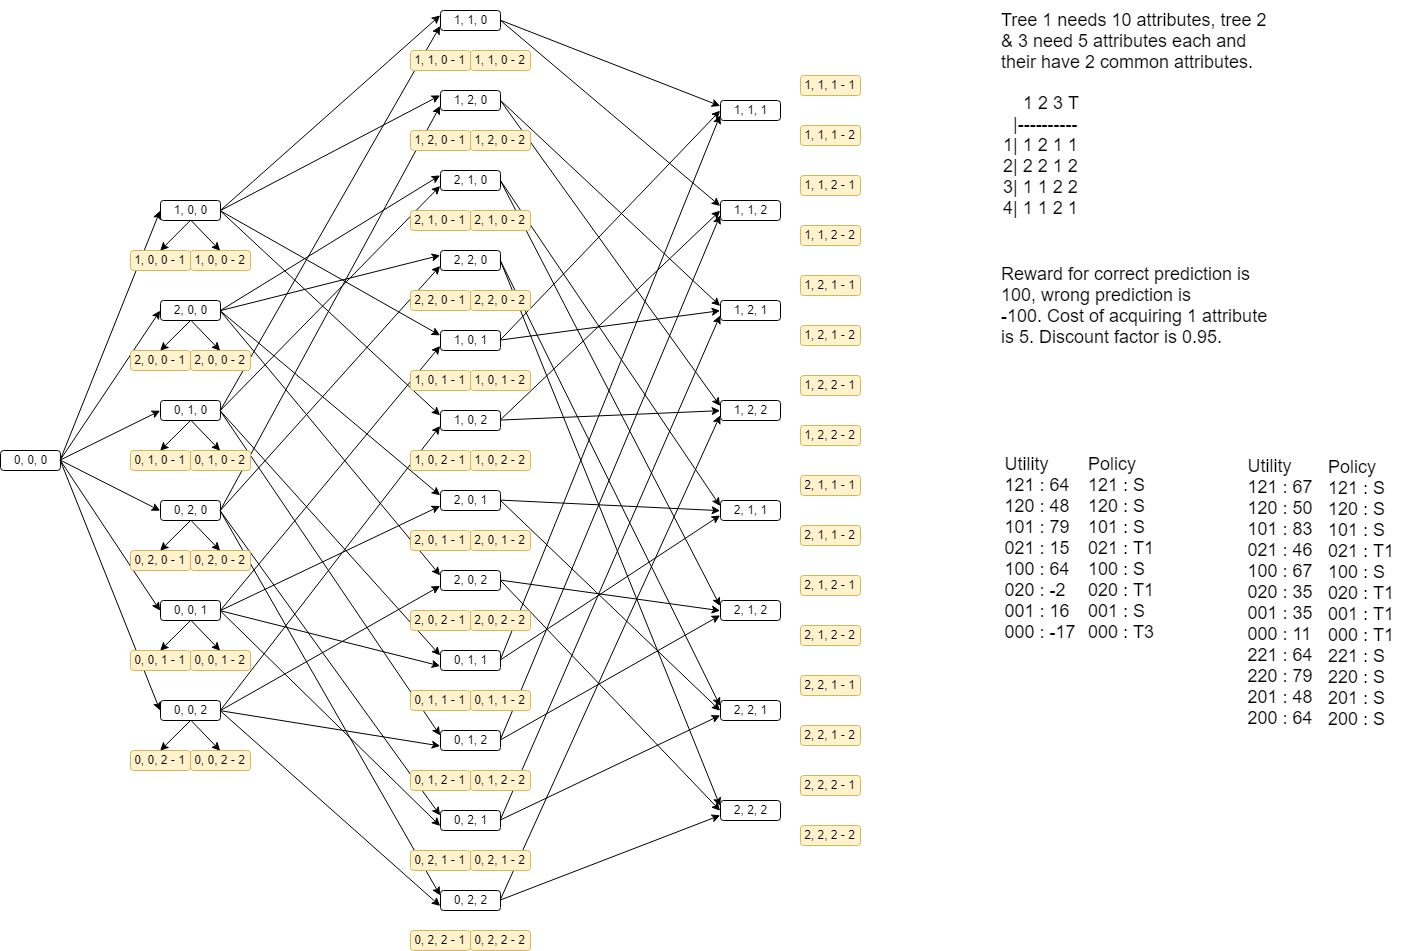 1, 1, 0
1, 1, 0 - 1 1, 1, 0 - 2
1, 2, 0
1, 2, 0 - 1 1, 2, 0 - 2
2, 1, 0
2, 1, 0 - 1 2, 1, 0 - 2
2, 2, 0
2, 2, 0 - 1 2, 2, 0 - 2
1, 0, 1
1, 0, 1 - 1 1, 0, 1 - 2
1, 0, 2
1, 0, 2 - 1 1, 0, 2 - 2
2, 0, 1
2, 0, 1 - 1 2, 0, 1 - 2
2, 0, 2
2, 0, 2 - 1 2, 0, 2 - 2
0, 1, 1
0, 1, 1 - 1 0, 1, 1 - 2
0, 1, 2
0, 1, 2 - 1 0, 1, 2 - 2
0, 2, 1
0, 2, 1 - 1 0, 2, 1 - 2
0, 2, 2
0, 2, 2 - 1 0, 2, 2 - 2
0, 0, 0
1, 0, 0
1, 0, 0 - 1 1, 0, 0 - 2
2, 0, 0
2, 0, 0 - 1 2, 0, 0 - 2
0, 1, 0
0, 1, 0 - 1 0, 1, 0 - 2
0, 2, 0
0, 2, 0 - 1 0, 2, 0 - 2
0, 0, 1
0, 0, 1 - 1 0, 0, 1 - 2
0, 0, 2
0, 0, 2 - 1 0, 0, 2 - 2
1, 1, 1
1, 1, 2
1, 2, 1
1, 2, 2
2, 1, 1
2, 1, 2
2, 2, 1
2, 2, 2
1, 1, 1 - 1
1, 1, 1 - 2
1, 1, 2 - 1
1, 1, 2 - 2
1, 2, 1 - 1
1, 2, 1 - 2
1, 2, 2 - 1
1, 2, 2 - 2
2, 1, 1 - 1
2, 1, 1 - 2
2, 1, 2 - 1
2, 1, 2 - 2
2, 2, 1 - 1
2, 2, 1 - 2
2, 2, 2 - 1
2, 2, 2 - 2
Tree 1 needs 10 attributes, tree 2
& 3 need 5 attributes each and
their have 2 common attributes.
1 2 3 T
|----------
1| 1 2 1 1
2| 2 2 1 2
3| 1 1 2 2
4| 1 1 2 1
Reward for correct prediction is
100, wrong prediction is
-100. Cost of acquiring 1 attribute
is 5. Discount factor is 0.95.
Utility Policy
121 : 64 121 : S
120 : 48 120 : S
101 : 79 101 : S
021 : 15 021 : T1
100 : 64 100 : S
020 : -2 020 : T1
001 : 16 001 : S
000 : -17 000 : T3
Utility Policy
121 : 67 121 : S
120 : 50 120 : S
101 : 83 101 : S
021 : 46 021 : T1
100 : 67 100 : S
020 : 35 020 : T1
001 : 35 001 : T1
000 : 11 000 : T1
221 : 64 221 : S
220 : 79 220 : S
201 : 48 201 : S
200 : 64 200 : S